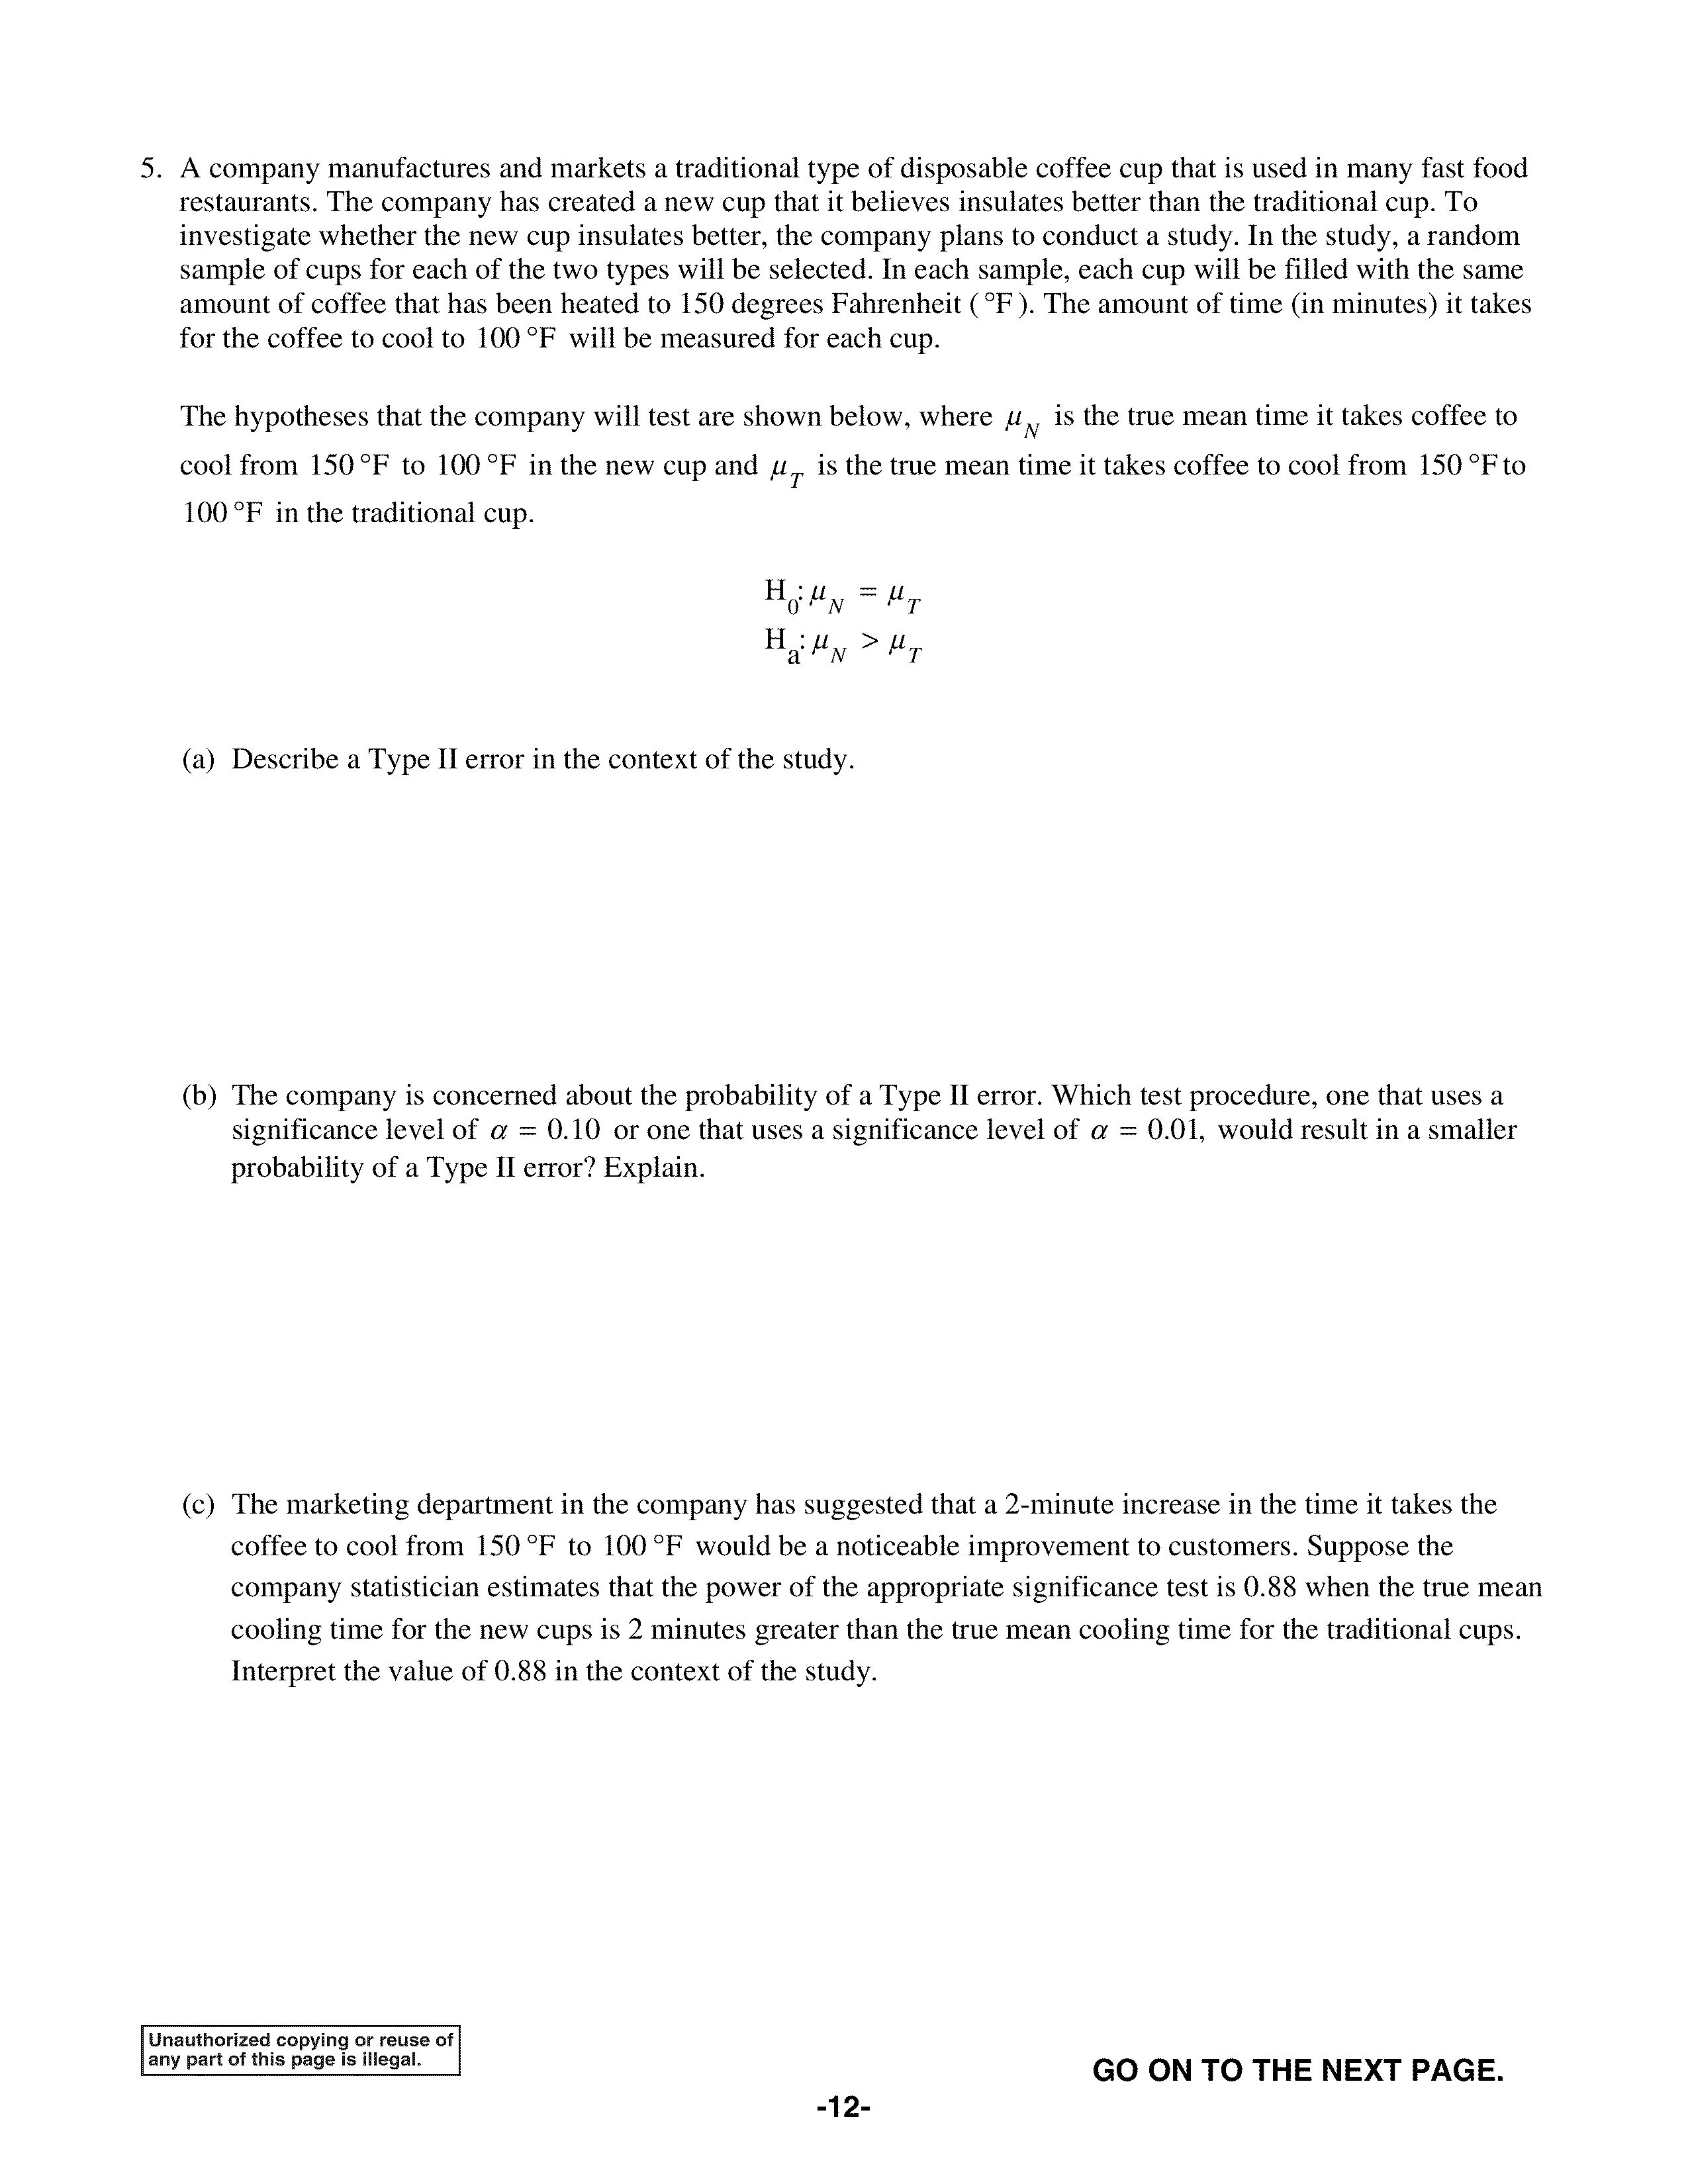 5. A company manufactures and markets a traditional type of disposable coffee cup that is used in many fast food
restaurants. The company has created a new cup that it believes insulates better than the traditional cup. To
investigate whether the new cup insulates better, the company plans to conduct a study. In the study, a random
sample of cups for each of the two types will be selected. In each sample, each cup will be filled with the same
amount of coffee that has been heated to 150 degrees Fahrenheit (°F). The amount of time (in minutes) it takes
for the coffee to cool to 100 °F will be measured for each cup.
The hypotheses that the company will test are shown below, where μ_N is the true mean time it takes coffee to
cool from 150 °F to 100 °F in the new cup and μ_T is the true mean time it takes coffee to cool from 150 °F to
100 °F in the traditional cup.
H_0: μ_N = μ_T
H_a: μ_N > μ_T
(a) Describe a Type II error in the context of the study.
(b) The company is concerned about the probability of a Type II error. Which test procedure, one that uses a
significance level of α = 0.10 or one that uses a significance level of α = 0.01, would result in a smaller
probability of a Type II error? Explain.
(c) The marketing department in the company has suggested that a 2-minute increase in the time it takes the
coffee to cool from 150 °F to 100 °F would be a noticeable improvement to customers. Suppose the
company statistician estimates that the power of the appropriate significance test is 0.88 when the true mean
cooling time for the new cups is 2 minutes greater than the true mean cooling time for the traditional cups.
Interpret the value of 0.88 in the context of the study.
Unauthorized copying or reuse of
any part of this page is illegal.
GO ON TO THE NEXT PAGE.
-12-